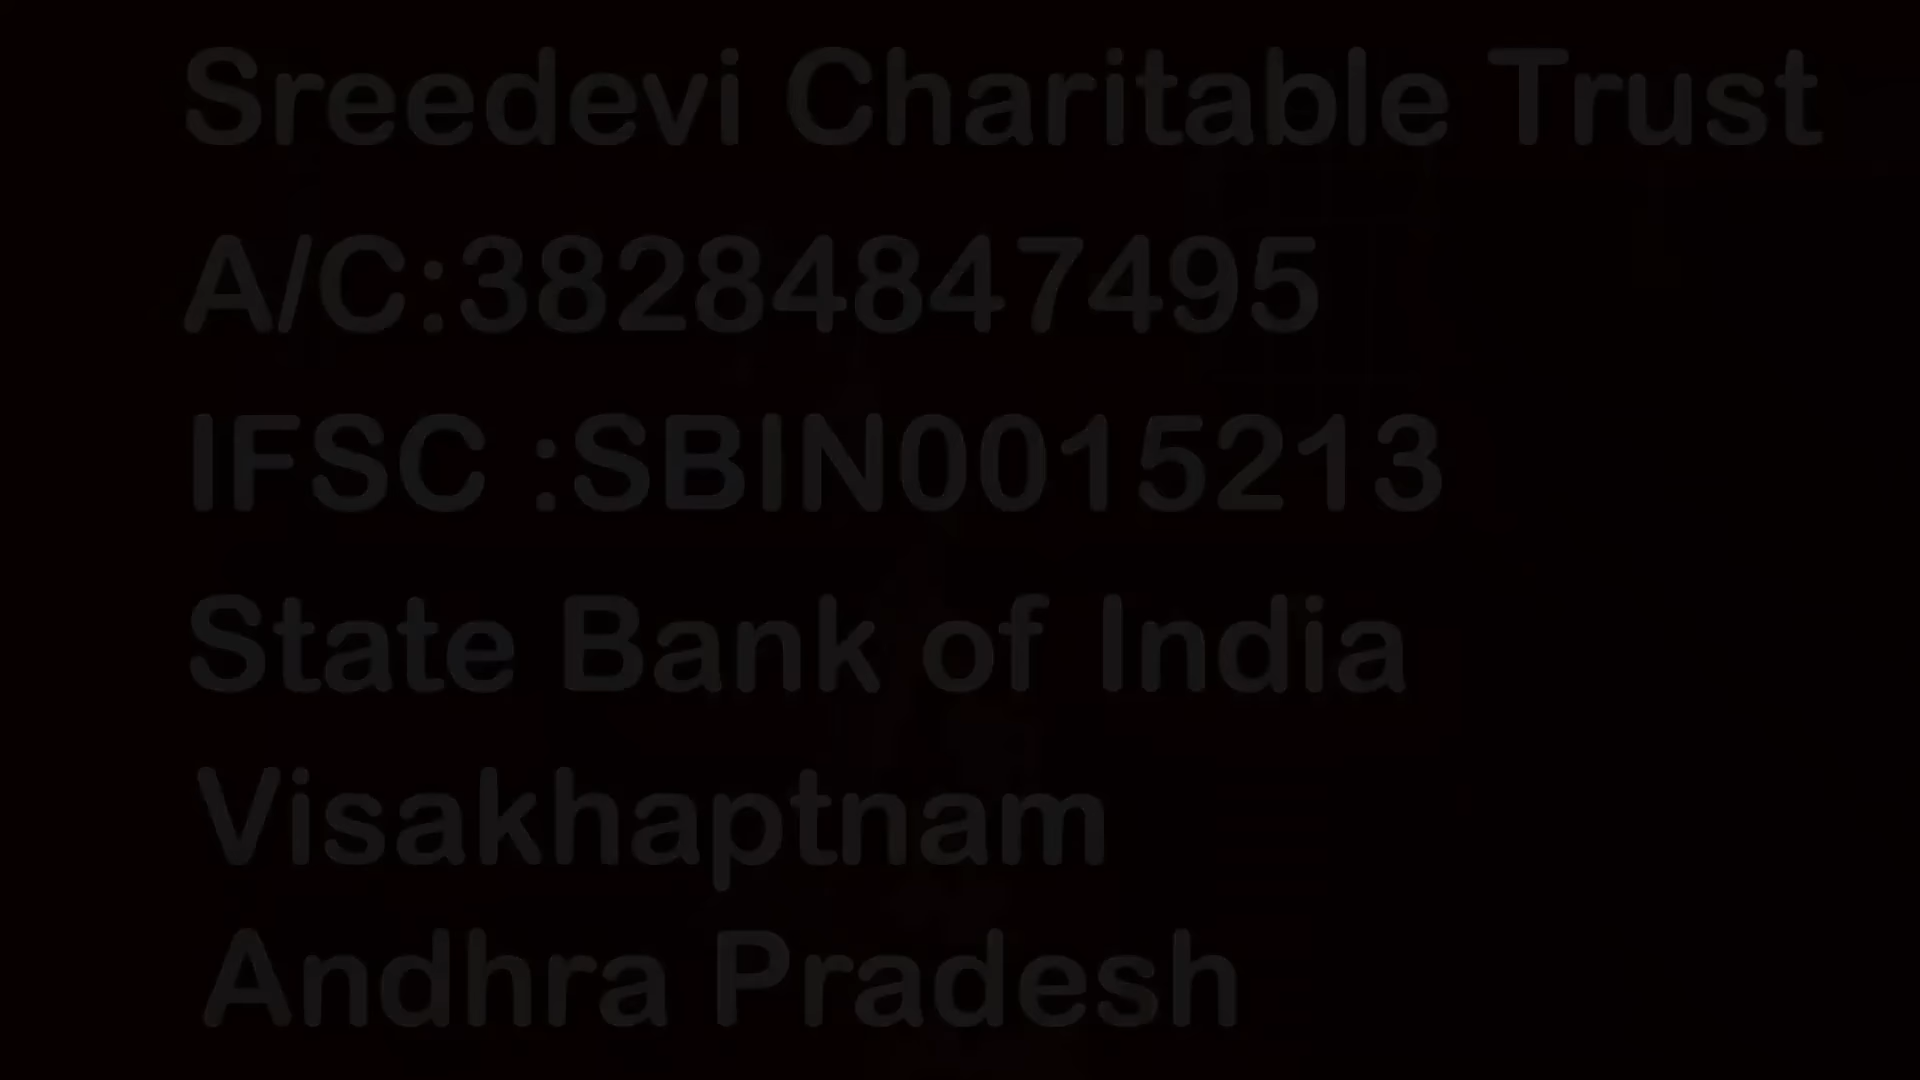 Sreedevi Charitable Trust
A/C:38284847495
IFSC :SBIN0015213
State Bank of India
Visakhaptnam
Andhra Pradesh